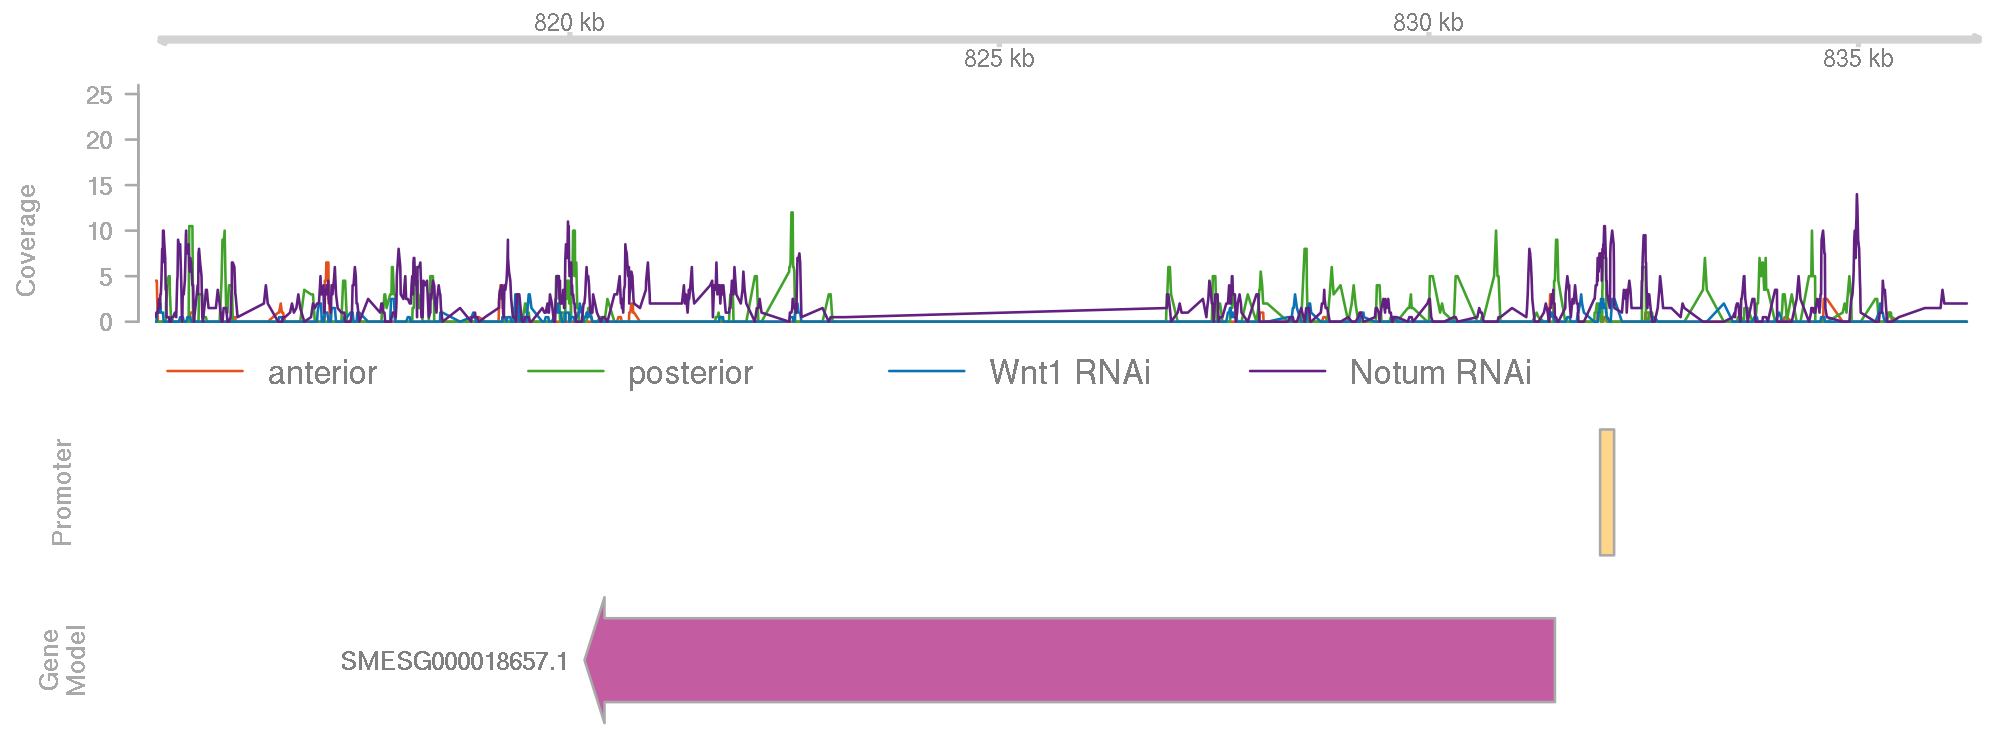 820 kb
830 kb
825 kb
835 kb
Coverage
25
20
15
10
5
0
anterior
posterior
Wnt1 RNAi
Notum RNAi
Promoter
Gene
Model
SMESG000018657.1